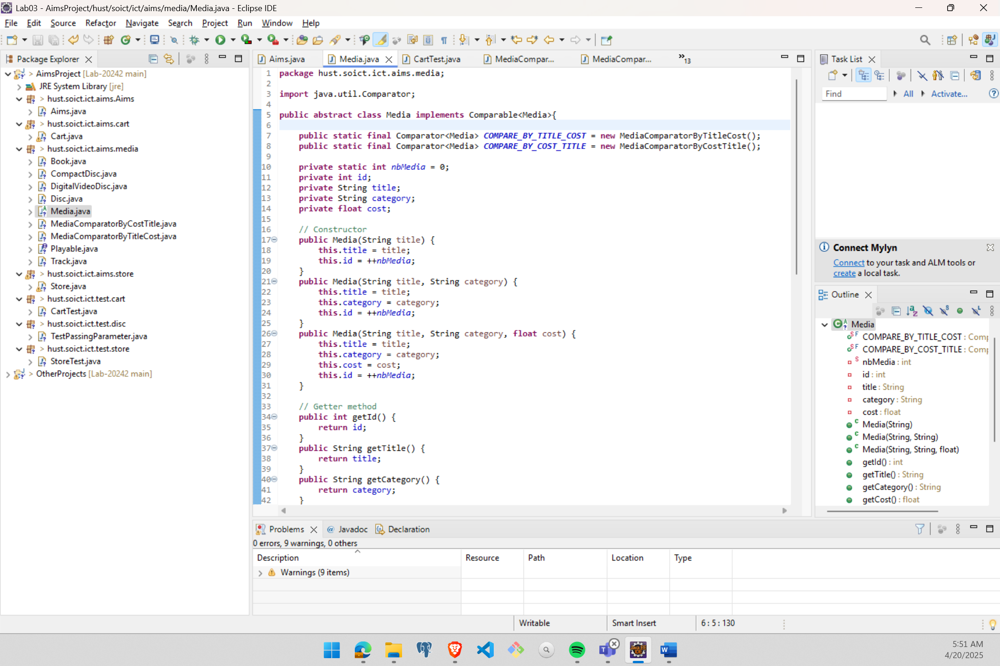 Lab03 - AimsProject/hust/soict/ict/aims/media/Media.java - Eclipse IDE
File Edit Source Refactor Navigate Search Project Run Window Help
Package Explorer
AimsProject [Lab-20242 main]
JRE System Library [jre]
hust.soict.ict.aims.Aims
Aims.java
hust.soict.ict.aims.cart
Cart.java
hust.soict.ict.aims.media
Book.java
CompactDisc.java
DigitalVideoDisc.java
Disc.java
Media.java
MediaComparatorByCostTitle.java
MediaComparatorByTitleCost.java
Playable.java
Track.java
hust.soict.ict.aims.store
Store.java
hust.soict.ict.test.cart
CartTest.java
hust.soict.ict.test.disc
TestPassingParameter.java
hust.soict.ict.test.store
StoreTest.java
OtherProjects [Lab-20242 main]
Aims.java Media.java CartTest.java MediaCompar... MediaCompar... 13
1 package hust.soict.ict.aims.media;
2
3 import java.util.Comparator;
4
5 public abstract class Media implements Comparable<Media>{
6
7 public static final Comparator<Media> COMPARE_BY_TITLE_COST = new MediaComparatorByTitleCost();
8 public static final Comparator<Media> COMPARE_BY_COST_TITLE = new MediaComparatorByCostTitle();
9
10 private static int nbMedia = 0;
11 private int id;
12 private String title;
13 private String category;
14 private float cost;
15
16 // Constructor
17 public Media(String title) {
18 this.title = title;
19 this.id = ++nbMedia;
20 }
21 public Media(String title, String category) {
22 this.title = title;
23 this.category = category;
24 this.id = ++nbMedia;
25 }
26 public Media(String title, String category, float cost) {
27 this.title = title;
28 this.category = category;
29 this.cost = cost;
30 this.id = ++nbMedia;
31 }
32
33 // Getter method
34 public int getId() {
35 return id;
36 }
37 public String getTitle() {
38 return title;
39 }
40 public String getCategory() {
41 return category;
42 }
Task List
Find All Activate...
Connect Mylyn
Connect to your task and ALM tools or
create a local task.
Outline
Media
COMPARE_BY_TITLE_COST : Comp
COMPARE_BY_COST_TITLE : Comp
nbMedia : int
id : int
title : String
category : String
cost : float
Media(String)
Media(String, String)
Media(String, String, float)
getId() : int
getTitle() : String
getCategory() : String
getCost() : float
Problems Javadoc Declaration
0 errors, 9 warnings, 0 others
Description Resource Path Location Type
Warnings (9 items)
Writable Smart Insert 6 : 5 : 130
5:51 AM
4/20/2025